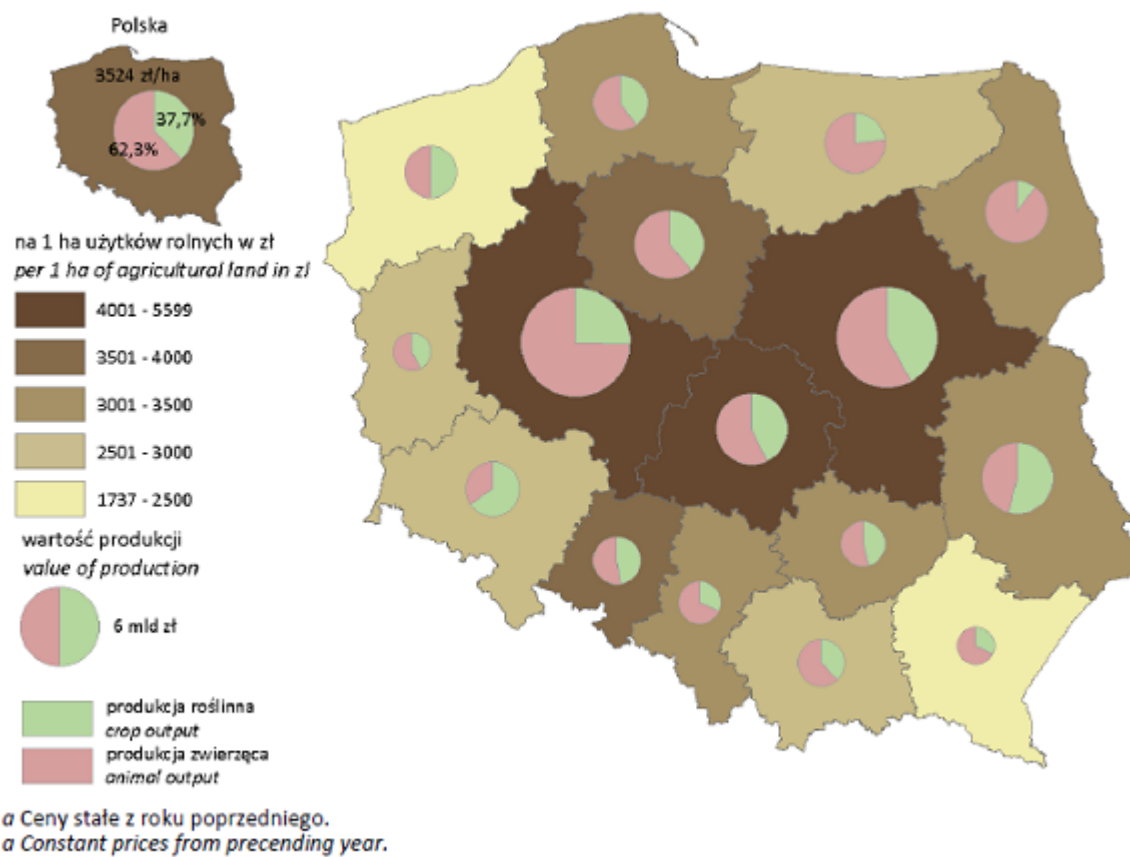 Polska
3524 zł/ha
37,7%
62,3%
na 1 ha użytków rolnych w zł
per 1 ha of agricultural land in zl
4001 - 5599
3501 - 4000
3001 - 3500
2501 - 3000
1737 - 2500
wartość produkcji
value of production
6 mld zł
produkcja roślinna
crop output
produkcja zwierzęca
animal output
a Ceny stałe z roku poprzedniego.
a Constant prices from precending year.